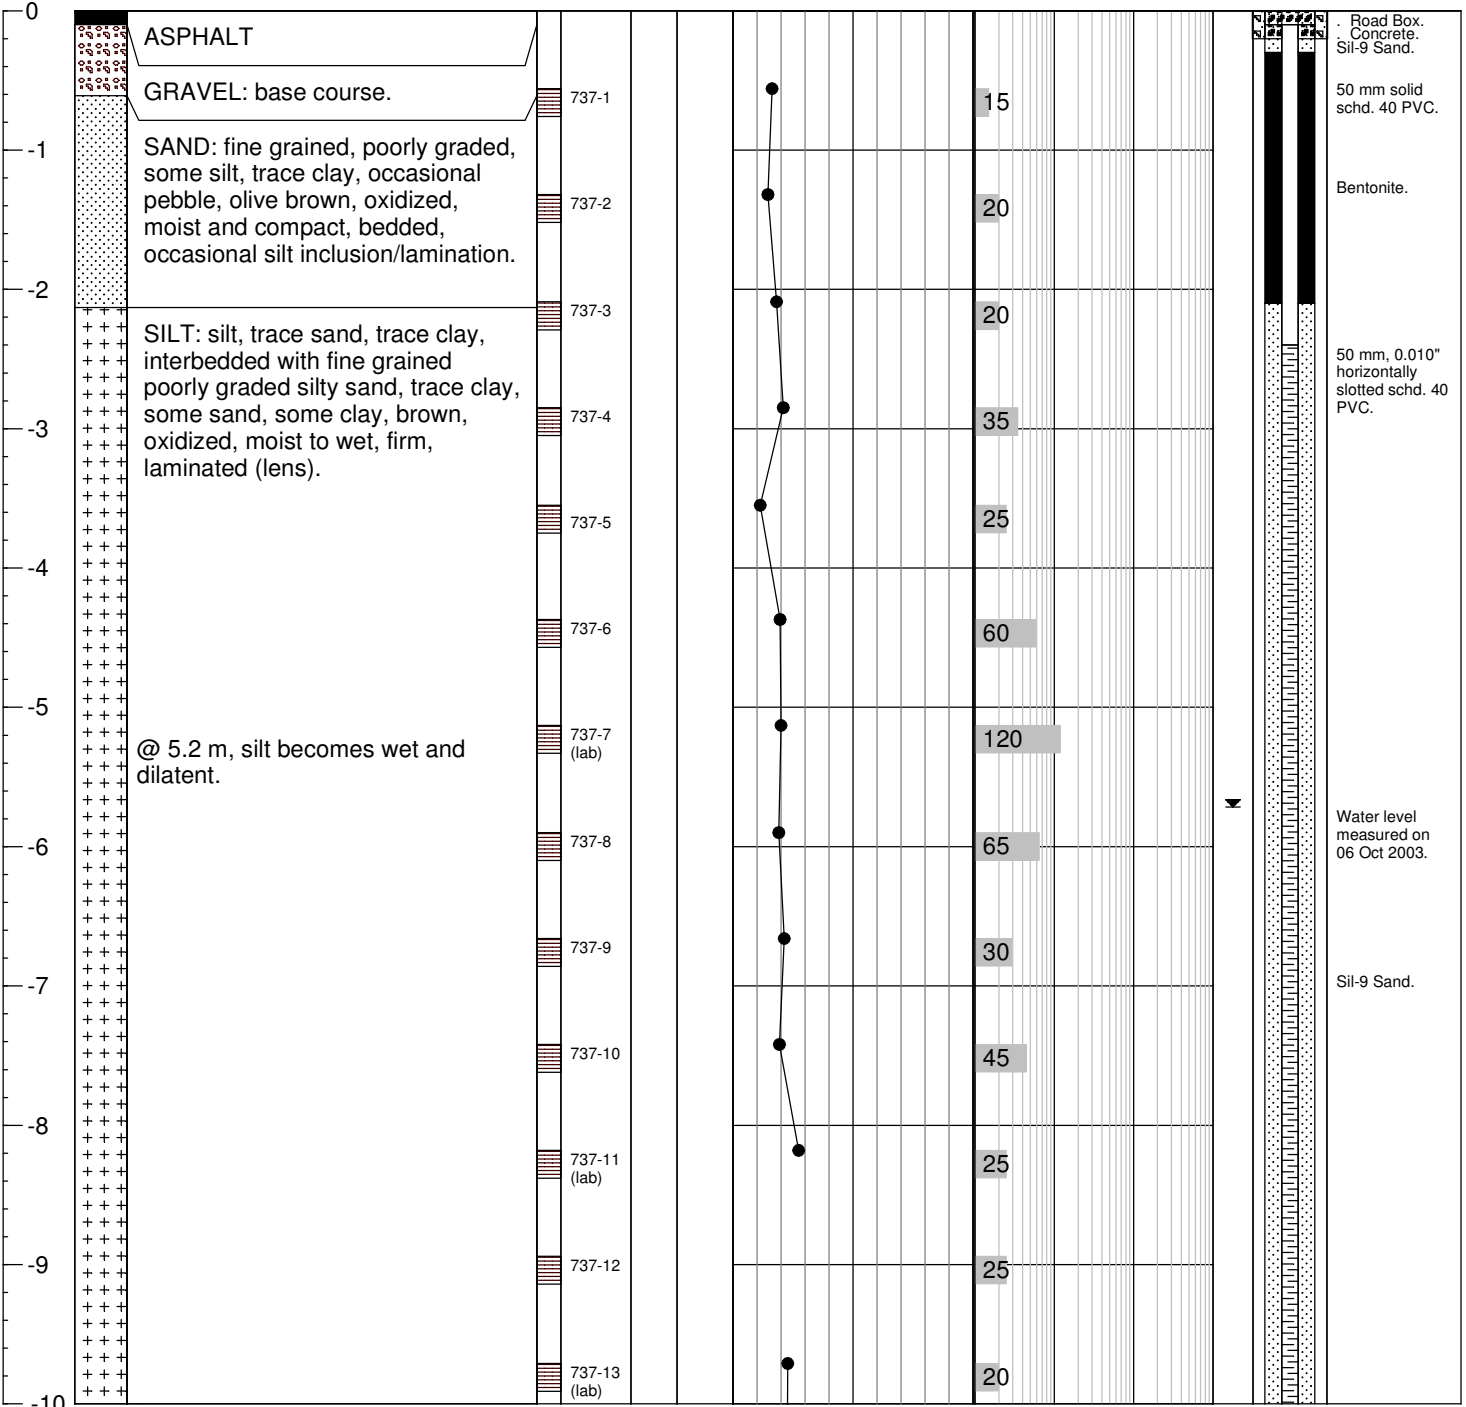 0
-1
-2
-3
-4
-5
-6
-7
-8
-9
-10
ASPHALT
GRAVEL: base course.
SAND: fine grained, poorly graded,
some silt, trace clay, occasional
pebble, olive brown, oxidized,
moist and compact, bedded,
occasional silt inclusion/lamination.
SILT: silt, trace sand, trace clay,
interbedded with fine grained
poorly graded silty sand, trace clay,
some sand, some clay, brown,
oxidized, moist to wet, firm,
laminated (lens).
@ 5.2 m, silt becomes wet and
dilatent.
737-1
737-2
737-3
737-4
737-5
737-6
737-7
(lab)
737-8
737-9
737-10
737-11
(lab)
737-12
737-13
(lab)
15
20
20
35
25
60
120
65
30
45
25
25
20
. Road Box.
. Concrete.
Sil-9 Sand.
50 mm solid
schd. 40 PVC.
Bentonite.
50 mm, 0.010"
horizontally
slotted schd. 40
PVC.
Water level
measured on
06 Oct 2003.
Sil-9 Sand.